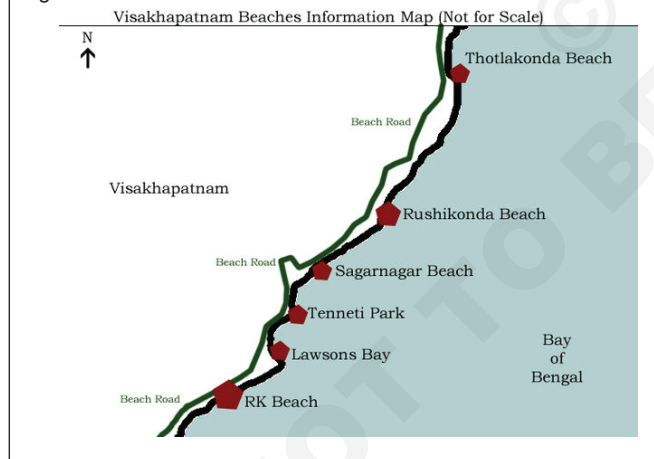 Visakhapatnam Beaches Information Map (Not for Scale)
N
Thotlakonda Beach
Beach Road
Visakhapatnam
Rushikonda Beach
Beach Road
Sagarnagar Beach
Tenneti Park
Bay
of
Bengal
Lawsons Bay
Beach Road
RK Beach